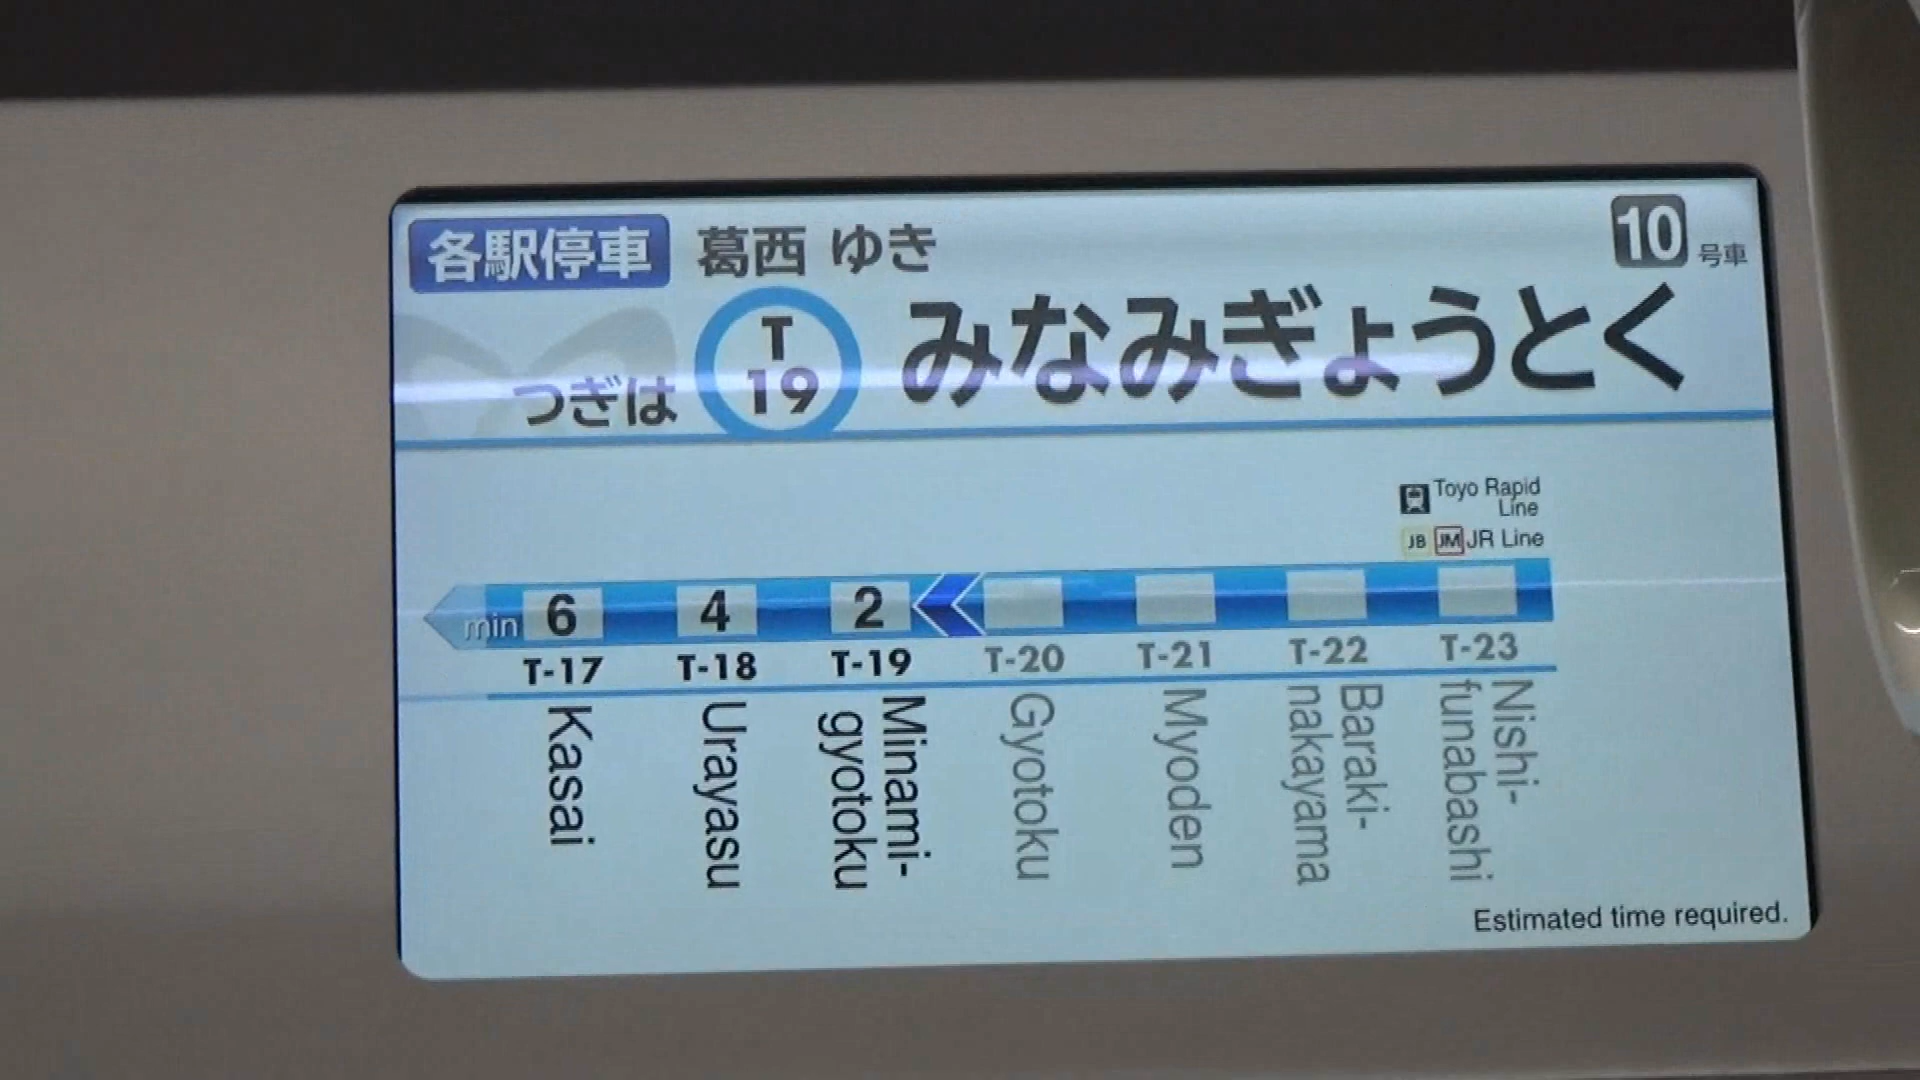 各駅停車 葛西 ゆき 10 号車
つぎは T 19 みなみぎょうとく
Toyo Rapid
Line
JB JM JR Line
min 6 4 2
T-17 T-18 T-19 T-20 T-21 T-22 T-23
Kasai
Urayasu
Minami-
gyotoku
Gyotoku
Myoden
Baraki-
nakayama
Nishi-
funabashi
Estimated time required.